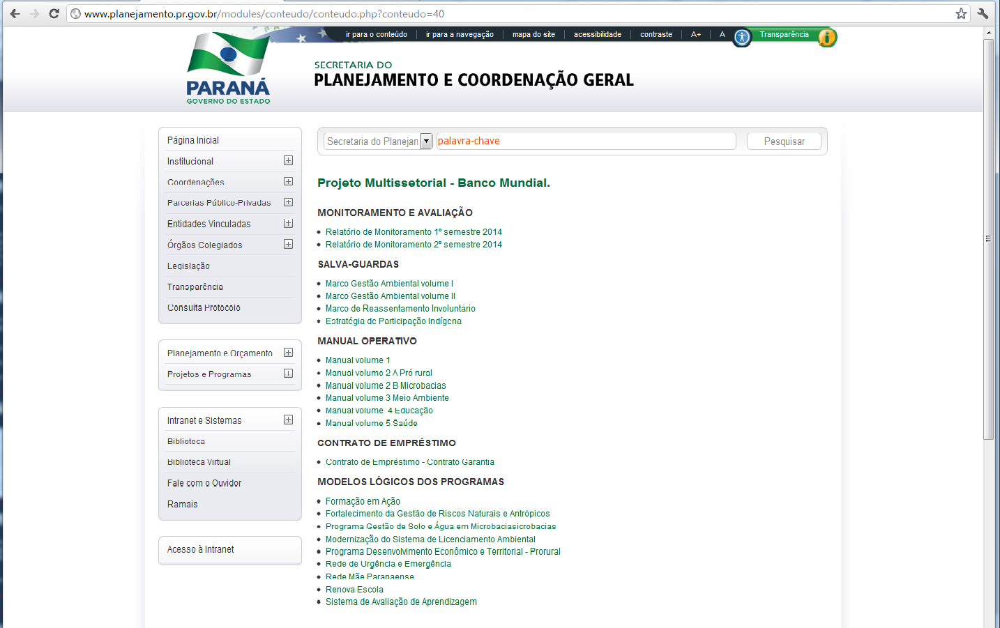 www.planejamento.pr.gov.br/modules/conteudo/conteudo.php?conteudo=40
ir para o conteúdo
ir para a navegação
mapa do site
acessibilidade
contraste
A+
A
Transparência
PARANÁ
GOVERNO DO ESTADO
SECRETARIA DO
PLANEJAMENTO E COORDENAÇÃO GERAL
Página Inicial
Institucional
Coordenações
Parcerias Público-Privadas
Entidades Vinculadas
Órgãos Colegiados
Legislação
Transparência
Consulta Protocolo
Planejamento e Orçamento
Projetos e Programas
Intranet e Sistemas
Biblioteca
Biblioteca Virtual
Fale com o Ouvidor
Ramais
Acesso à Intranet
Secretaria do Planejan
palavra-chave
Pesquisar
Projeto Multissetorial - Banco Mundial.
MONITORAMENTO E AVALIAÇÃO
Relatório de Monitoramento 1º semestre 2014
Relatório de Monitoramento 2º semestre 2014
SALVA-GUARDAS
Marco Gestão Ambiental volume I
Marco Gestão Ambiental volume II
Marco de Reassentamento Involuntário
Estratégia de Participação Indígena
MANUAL OPERATIVO
Manual volume 1
Manual volume 2 A Pró rural
Manual volume 2 B Microbacias
Manual volume 3 Meio Ambiente
Manual volume  4 Educação
Manual volume 5 Saúde
CONTRATO DE EMPRÉSTIMO
Contrato de Empréstimo - Contrato Garantia
MODELOS LÓGICOS DOS PROGRAMAS
Formação em Ação
Fortalecimento da Gestão de Riscos Naturais e Antrópicos
Programa Gestão de Solo e Água em Microbaciasicrobacias
Modernização do Sistema de Licenciamento Ambiental
Programa Desenvolvimento Econômico e Territorial - Prorural
Rede de Urgência e Emergência
Rede Mãe Paranaense
Renova Escola
Sistema de Avaliação de Aprendizagem